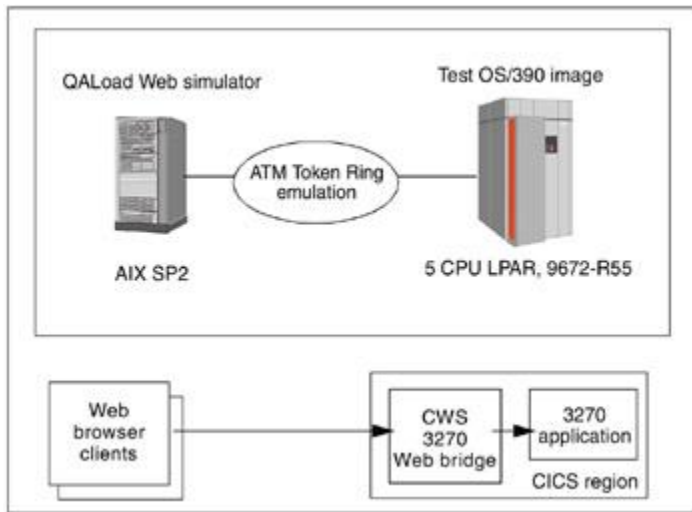 QALoad Web simulator
Test OS/390 image
ATM Token Ring
emulation
AIX SP2
5 CPU LPAR, 9672-R55
Web
browser
clients
CWS
3270
Web bridge
3270
application
CICS region